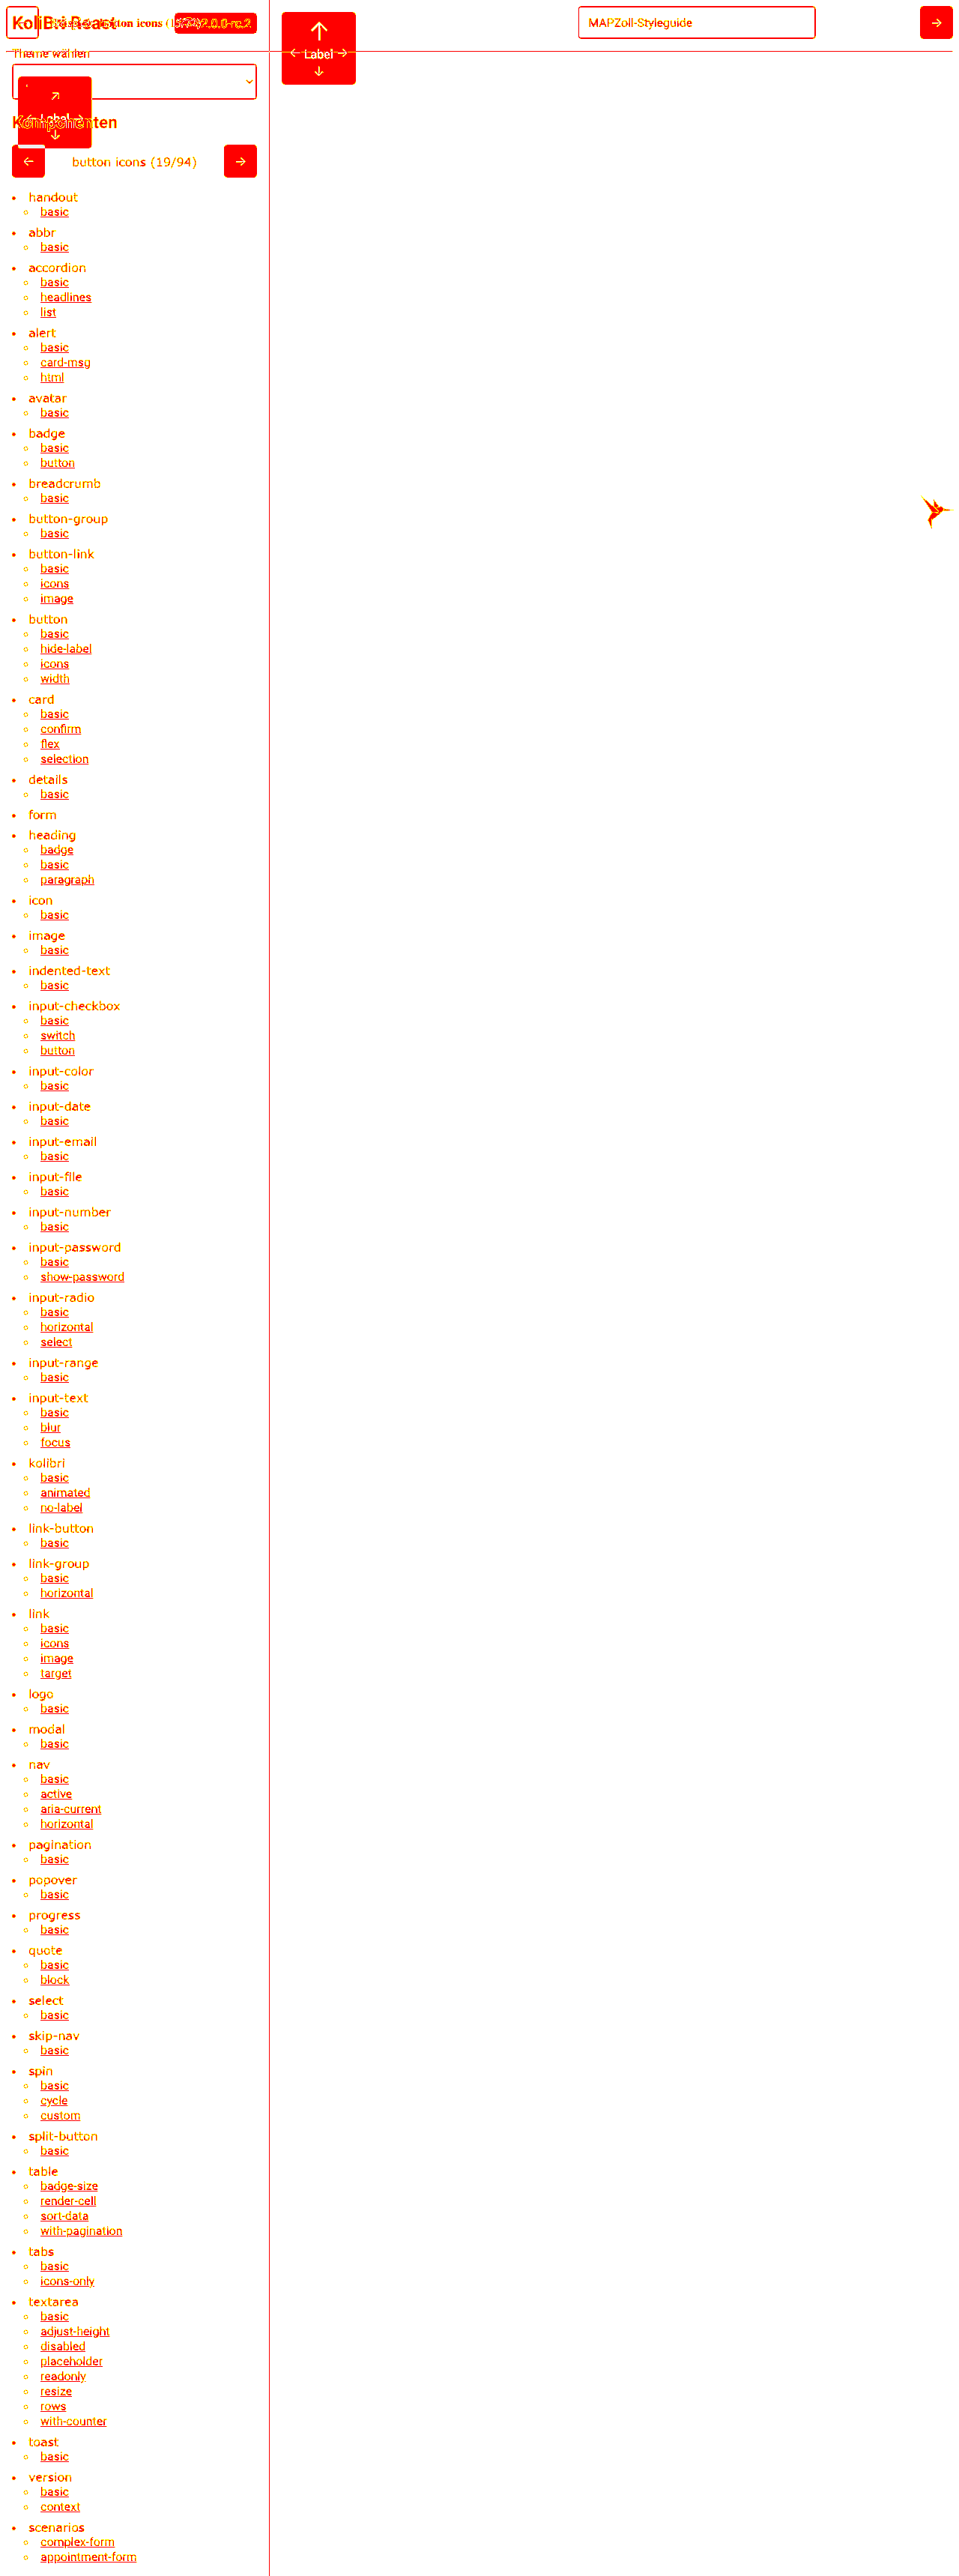 KoliBri React
button icons (19/94)
2.0.0-rc.2
Label
MAPZoll-Styleguide
Theme wählen
Label
Komponenten
button icons (19/94)
handout
basic
abbr
basic
accordion
basic
headlines
list
alert
basic
card-msg
html
avatar
basic
badge
basic
button
breadcrumb
basic
button-group
basic
button-link
basic
icons
image
button
basic
hide-label
icons
width
card
basic
confirm
flex
selection
details
basic
form
heading
badge
basic
paragraph
icon
basic
image
basic
indented-text
basic
input-checkbox
basic
switch
button
input-color
basic
input-date
basic
input-email
basic
input-file
basic
input-number
basic
input-password
basic
show-password
input-radio
basic
horizontal
select
input-range
basic
input-text
basic
blur
focus
kolibri
basic
animated
no-label
link-button
basic
link-group
basic
horizontal
link
basic
icons
image
target
logo
basic
modal
basic
nav
basic
active
aria-current
horizontal
pagination
basic
popover
basic
progress
basic
quote
basic
block
select
basic
skip-nav
basic
spin
basic
cycle
custom
split-button
basic
table
badge-size
render-cell
sort-data
with-pagination
tabs
basic
icons-only
textarea
basic
adjust-height
disabled
placeholder
readonly
resize
rows
with-counter
toast
basic
version
basic
context
scenarios
complex-form
appointment-form